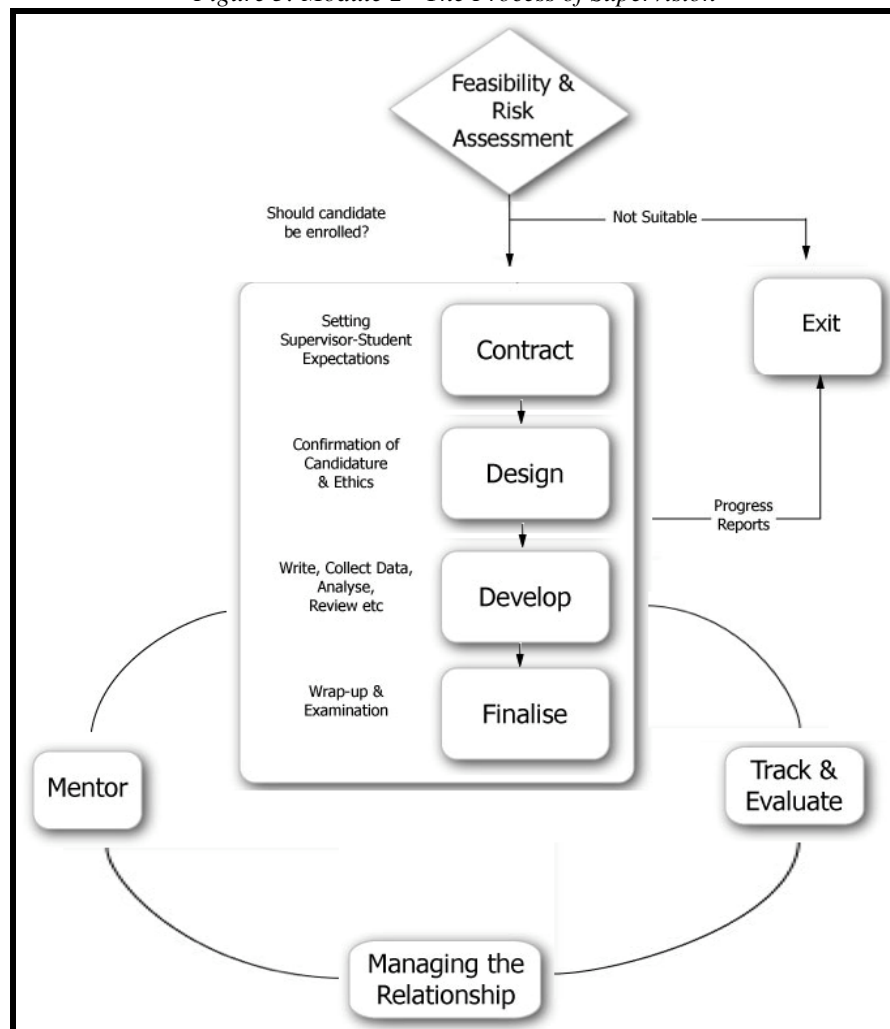 Figure Module 2 - The Process of Supervision
Feasibility &
Risk
Assessment
Should candidate
be enrolled?
Not Suitable
Exit
Setting
Supervisor-Student
Expectations
Contract
Confirmation of
Candidature
& Ethics
Design
Progress
Reports
Write, Collect Data,
Analyse,
Review etc
Develop
Wrap-up &
Examination
Finalise
Mentor
Track &
Evaluate
Managing the
Relationship